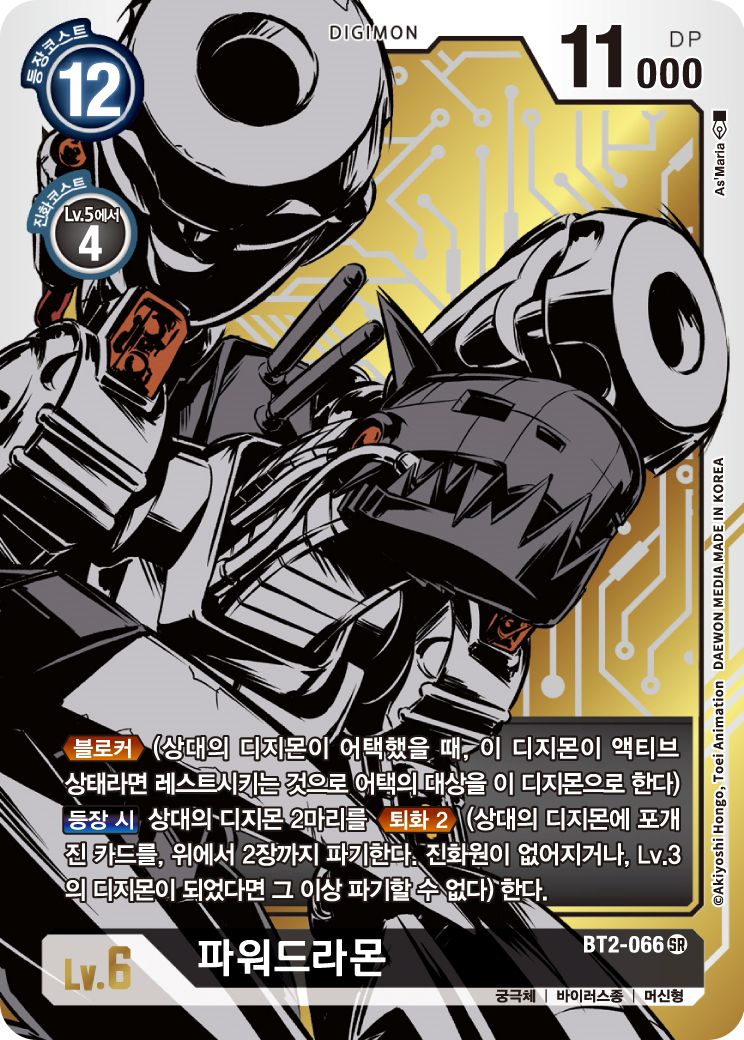 DIGIMON
등장코스트
12
11000
DP
As'Maria
진화코스트
Lv.5에서
4
©Akiyoshi Hongo, Toei Animation DAEWON MEDIA MADE IN KOREA
블로커 (상대의 디지몬이 어택했을 때, 이 디지몬이 액티브
상태라면 레스트시키는 것으로 어택의 대상을 이 디지몬으로 한다)
등장 시 상대의 디지몬 2마리를 퇴화 2 (상대의 디지몬에 포개
진 카드를, 위에서 2장까지 파기한다. 진화원이 없어지거나, Lv.3
의 디지몬이 되었다면 그 이상 파기할 수 없다) 한다.
Lv.6
파워드라몬
BT2-066 SR
궁극체 | 바이러스종 | 머신형